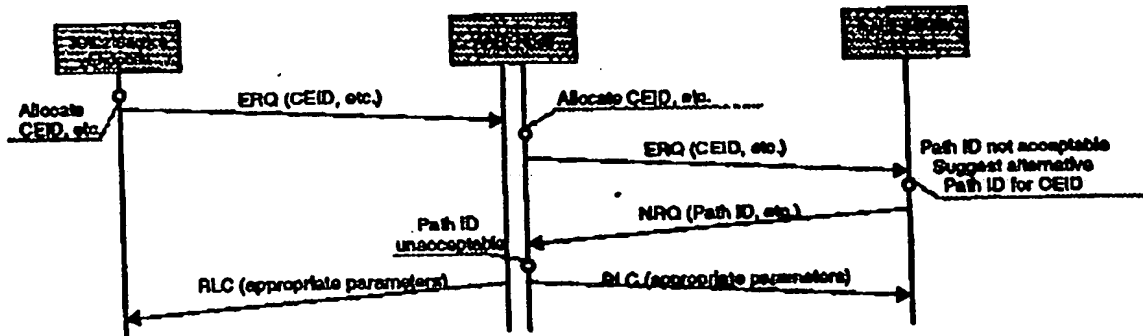 ERQ (CEID, etc.)
Allocate
CEID, etc.
Allocate CEID, etc.
ERQ (CEID, etc.)
Path ID not acceptable
Suggest alternative
Path ID for CEID
NRQ (Path ID, etc.)
Path ID
unacceptable
RLC (appropriate parameters)
RLC (appropriate parameters)